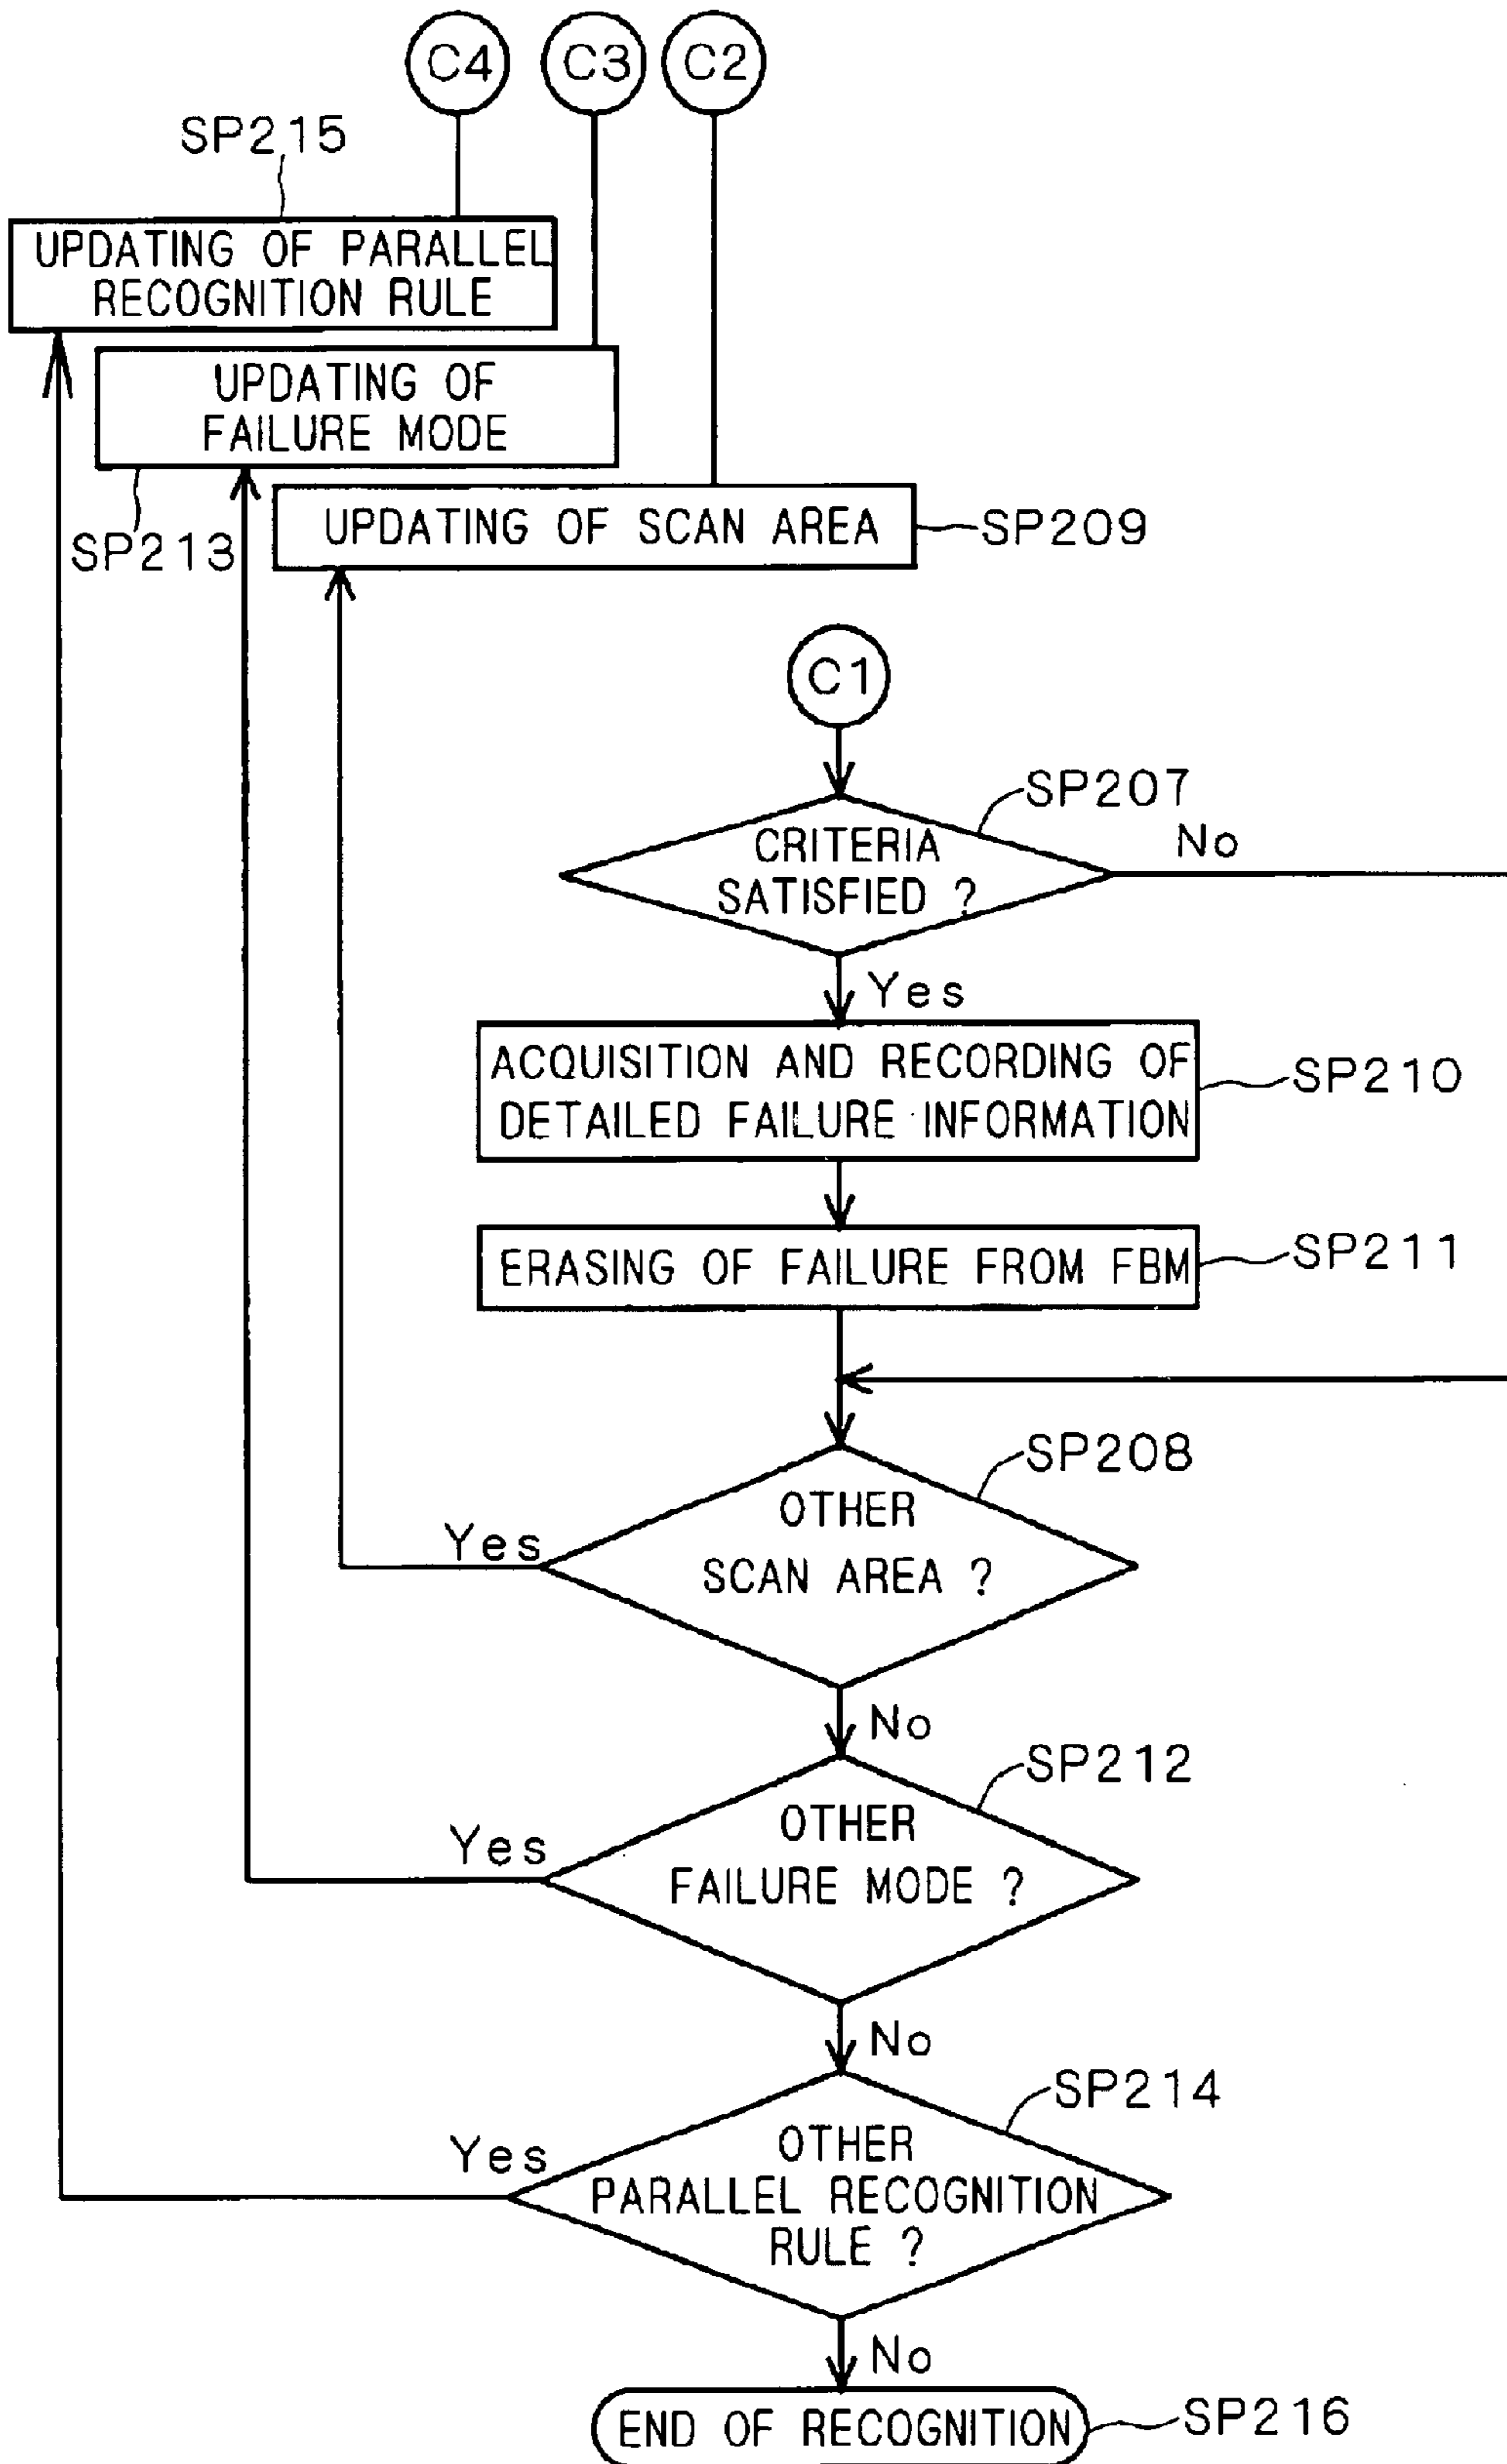 C4 C3 C2
SP215
UPDATING OF PARALLEL
RECOGNITION RULE
UPDATING OF
FAILURE MODE
SP213
UPDATING OF SCAN AREA
SP209
C1
SP207
CRITERIA
SATISFIED ?
No
Yes
ACQUISITION AND RECORDING OF
DETAILED FAILURE INFORMATION
SP210
ERASING OF FAILURE FROM FBM
SP211
SP208
OTHER
SCAN AREA ?
Yes
No
SP212
OTHER
FAILURE MODE ?
Yes
No
SP214
OTHER
PARALLEL RECOGNITION
RULE ?
Yes
No
END OF RECOGNITION
SP216